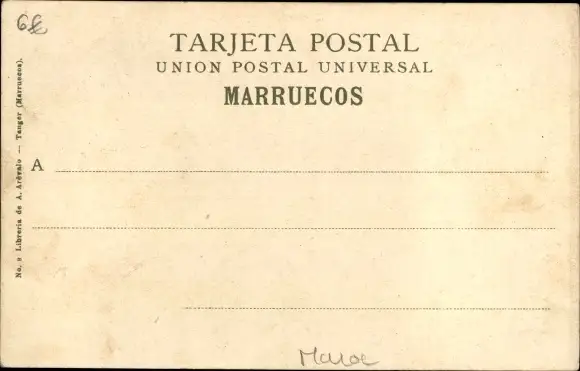 6£
TARJETA POSTAL
UNION POSTAL UNIVERSAL
MARRUECOS
A
No. 9 Librería de A. Arévalo — Tanger (Marruecos).
Maroc